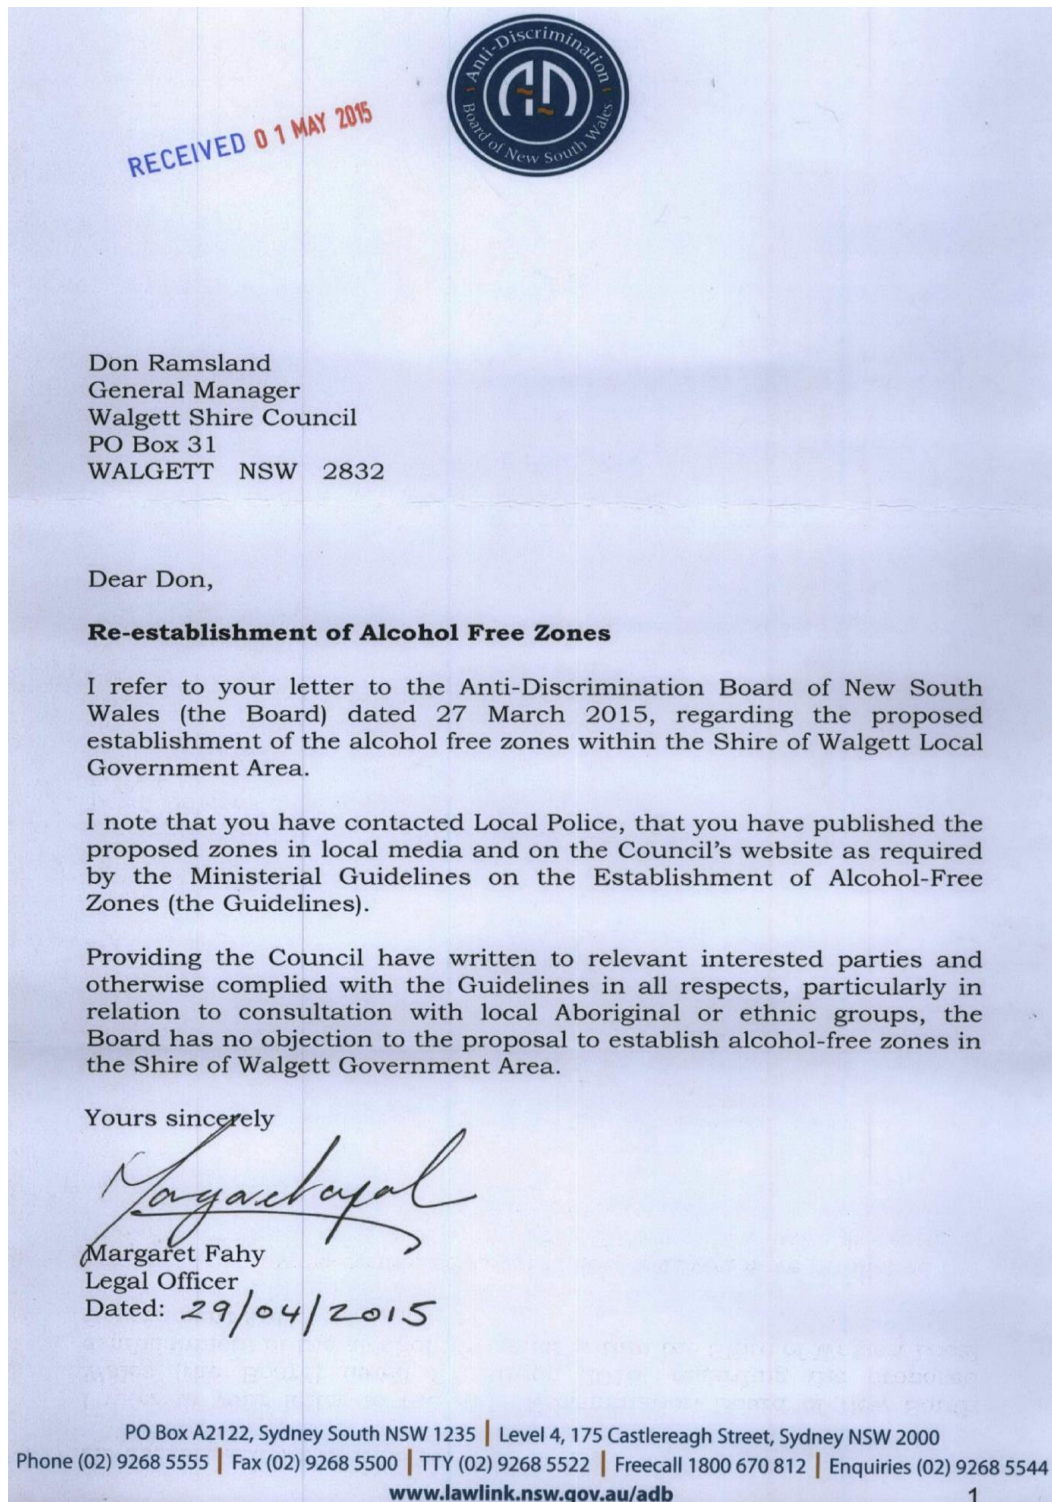 Anti-Discrimination
Board of New South Wales
RECEIVED 01 MAY 2015
Don Ramsland
General Manager
Walgett Shire Council
PO Box 31
WALGETT NSW 2832
Dear Don,
Re-establishment of Alcohol Free Zones
I refer to your letter to the Anti-Discrimination Board of New South
Wales (the Board) dated 27 March 2015, regarding the proposed
establishment of the alcohol free zones within the Shire of Walgett Local
Government Area.
I note that you have contacted Local Police, that you have published the
proposed zones in local media and on the Council's website as required
by the Ministerial Guidelines on the Establishment of Alcohol-Free
Zones (the Guidelines).
Providing the Council have written to relevant interested parties and
otherwise complied with the Guidelines in all respects, particularly in
relation to consultation with local Aboriginal or ethnic groups, the
Board has no objection to the proposal to establish alcohol-free zones in
the Shire of Walgett Government Area.
Yours sincerely
Margaret Fahy
Legal Officer
Dated: 29/04/2015
PO Box A2122, Sydney South NSW 1235 | Level 4, 175 Castlereagh Street, Sydney NSW 2000
Phone (02) 9268 5555 | Fax (02) 9268 5500 | TTY (02) 9268 5522 | Freecall 1800 670 812 | Enquiries (02) 9268 5544
www.lawlink.nsw.gov.au/adb
1